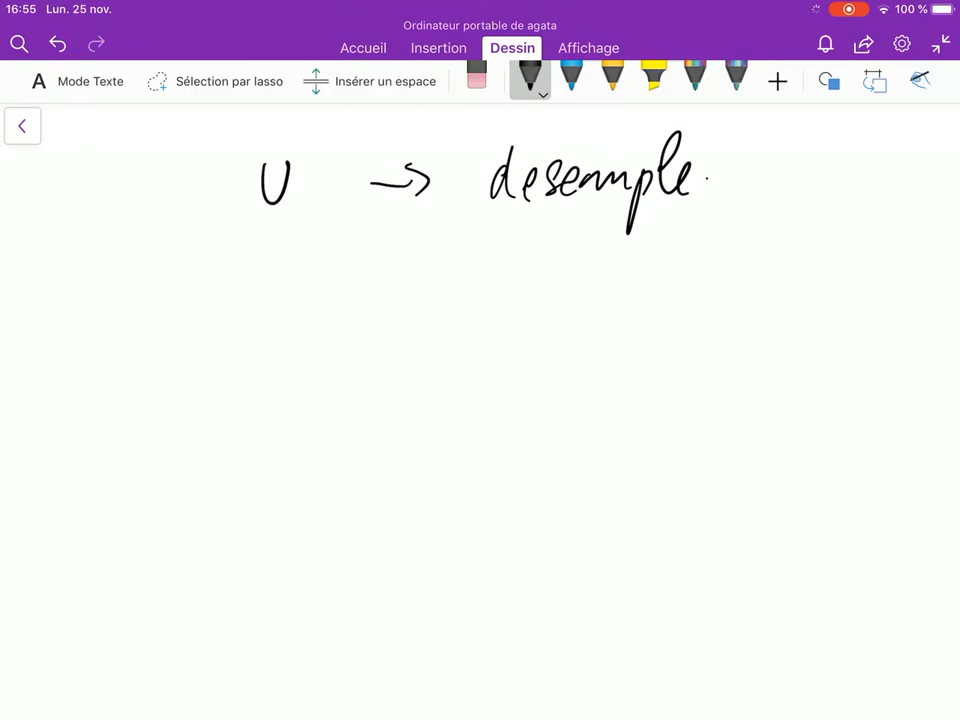 16:55 Lun. 25 nov. 100 %
Ordinateur portable de agata
Accueil Insertion Dessin Affichage
A Mode Texte Sélection par lasso Insérer un espace
U → desemple